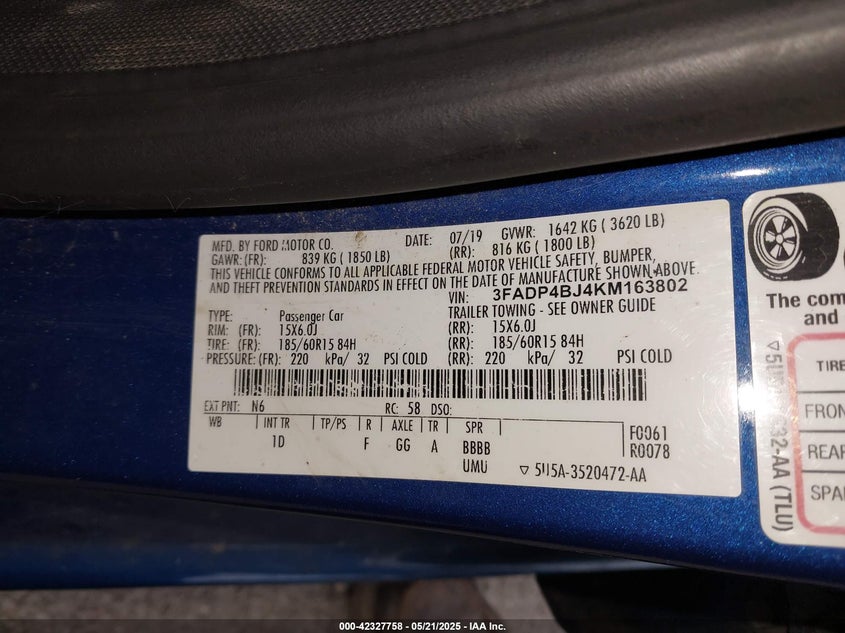 MFD. BY FORD MOTOR CO. DATE: 07/19 GVWR: 1642 KG ( 3620 LB)
GAWR: (FR): 839 KG ( 1850 LB) (RR): 816 KG ( 1800 LB)
THIS VEHICLE CONFORMS TO ALL APPLICABLE FEDERAL MOTOR VEHICLE SAFETY, BUMPER,
AND THEFT PREVENTION STANDARDS IN EFFECT ON THE DATE OF MANUFACTURE SHOWN ABOVE.
VIN: 3FADP4BJ4KM163802
TYPE: Passenger Car TRAILER TOWING - SEE OWNER GUIDE
RIM: (FR): 15X6.0J (RR): 15X6.0J
TIRE: (FR): 185/60R15 84H (RR): 185/60R15 84H
PRESSURE: (FR): 220 kPa/ 32 PSI COLD (RR): 220 kPa/ 32 PSI COLD
EXT PNT: N6 RC: 58 DSO:
WB INT TR TP/PS R AXLE TR SPR F0061
1D F GG A BBBB R0078
UMU ▽ 5U5A-3520472-AA
The com
and
TIRE
FRON
REAR
SPA
32-AA (TLU)
000-42327758 - 05/21/2025 - IAA Inc.